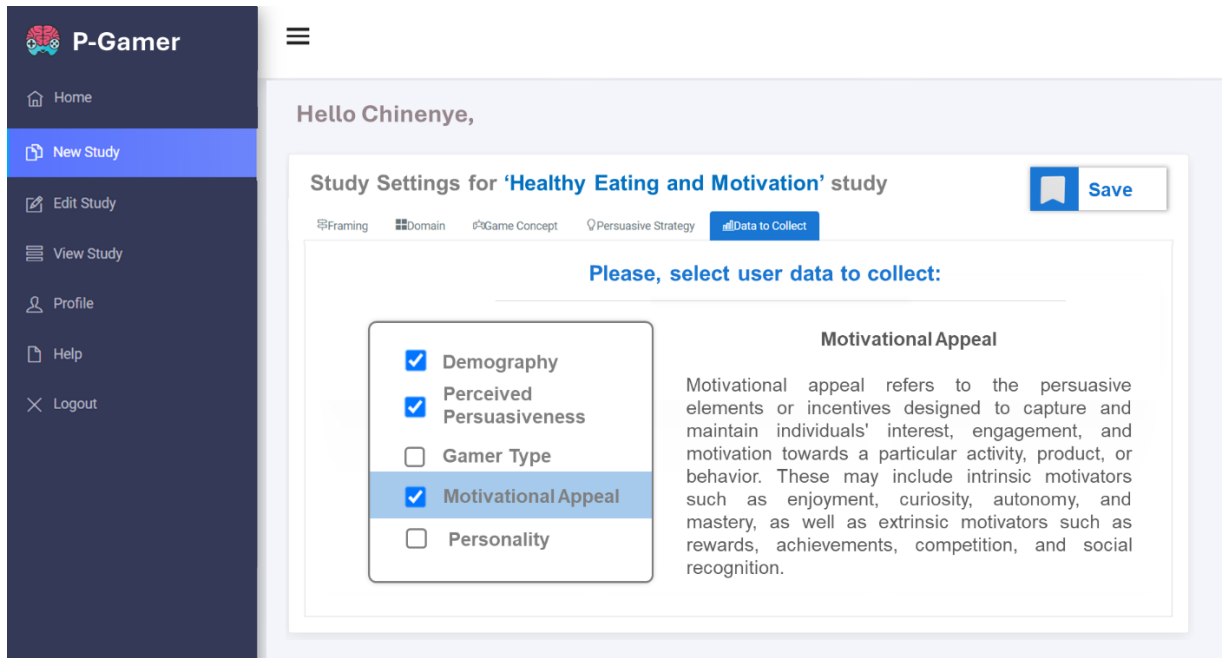 P-Gamer
Home
New Study
Edit Study
View Study
Profile
Help
Logout
Hello Chinenye,
Study Settings for ‘Healthy Eating and Motivation’ study
Save
Framing Domain Game Concept Persuasive Strategy Data to Collect
Please, select user data to collect:
Demography
Perceived
Persuasiveness
Gamer Type
Motivational Appeal
Personality
Motivational Appeal
Motivational appeal refers to the persuasive
elements or incentives designed to capture and
maintain individuals' interest, engagement, and
motivation towards a particular activity, product, or
behavior. These may include intrinsic motivators
such as enjoyment, curiosity, autonomy, and
mastery, as well as extrinsic motivators such as
rewards, achievements, competition, and social
recognition.